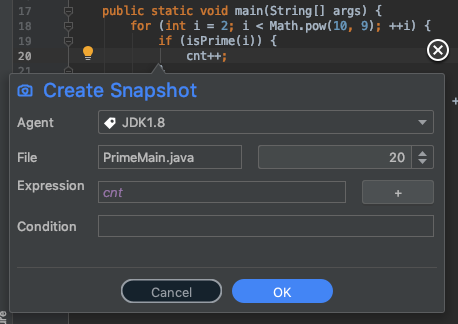 17 public static void main(String[] args) {
18 for (int i = 2; i < Math.pow(10, 9); ++i) {
19 if (isPrime(i)) {
20 cnt++;
21
Create Snapshot
Agent JDK1.8
File PrimeMain.java 20
Expression cnt +
Condition
Cancel OK